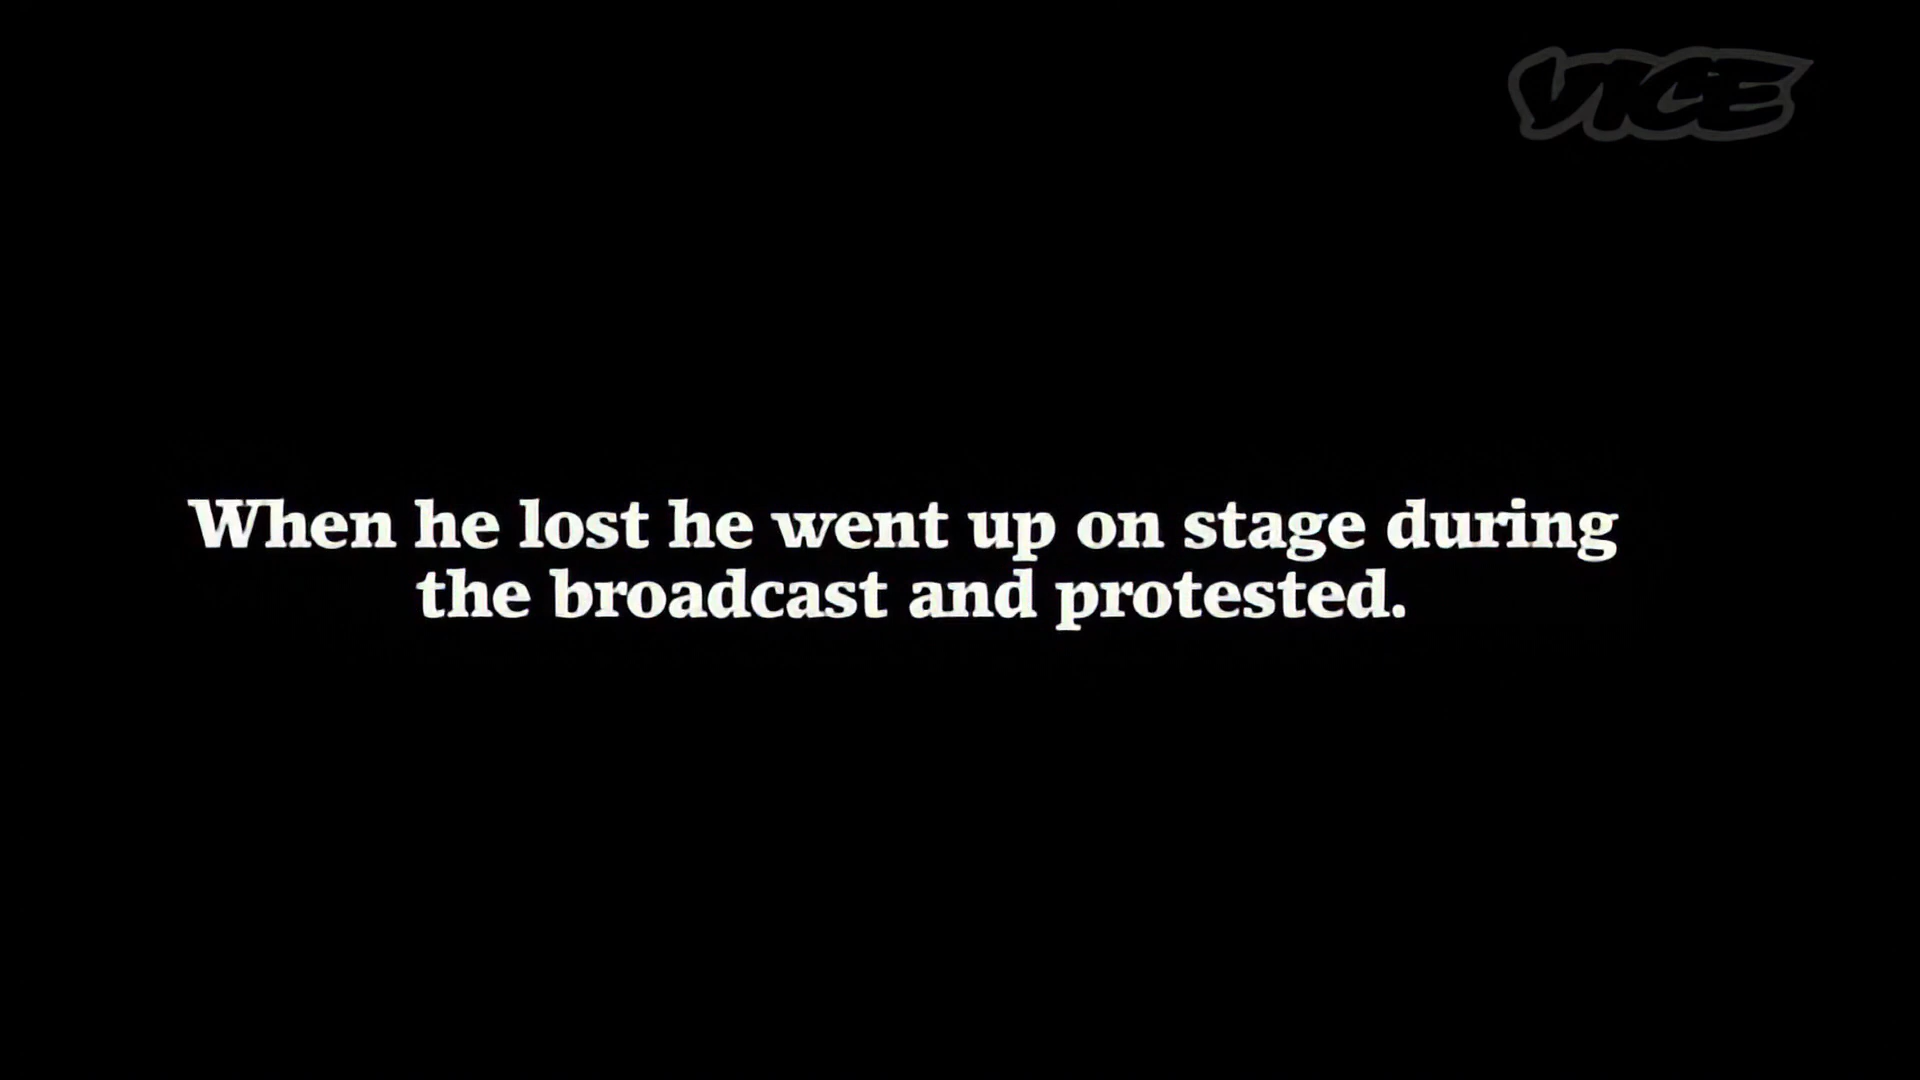 VICE
When he lost he went up on stage during
the broadcast and protested.